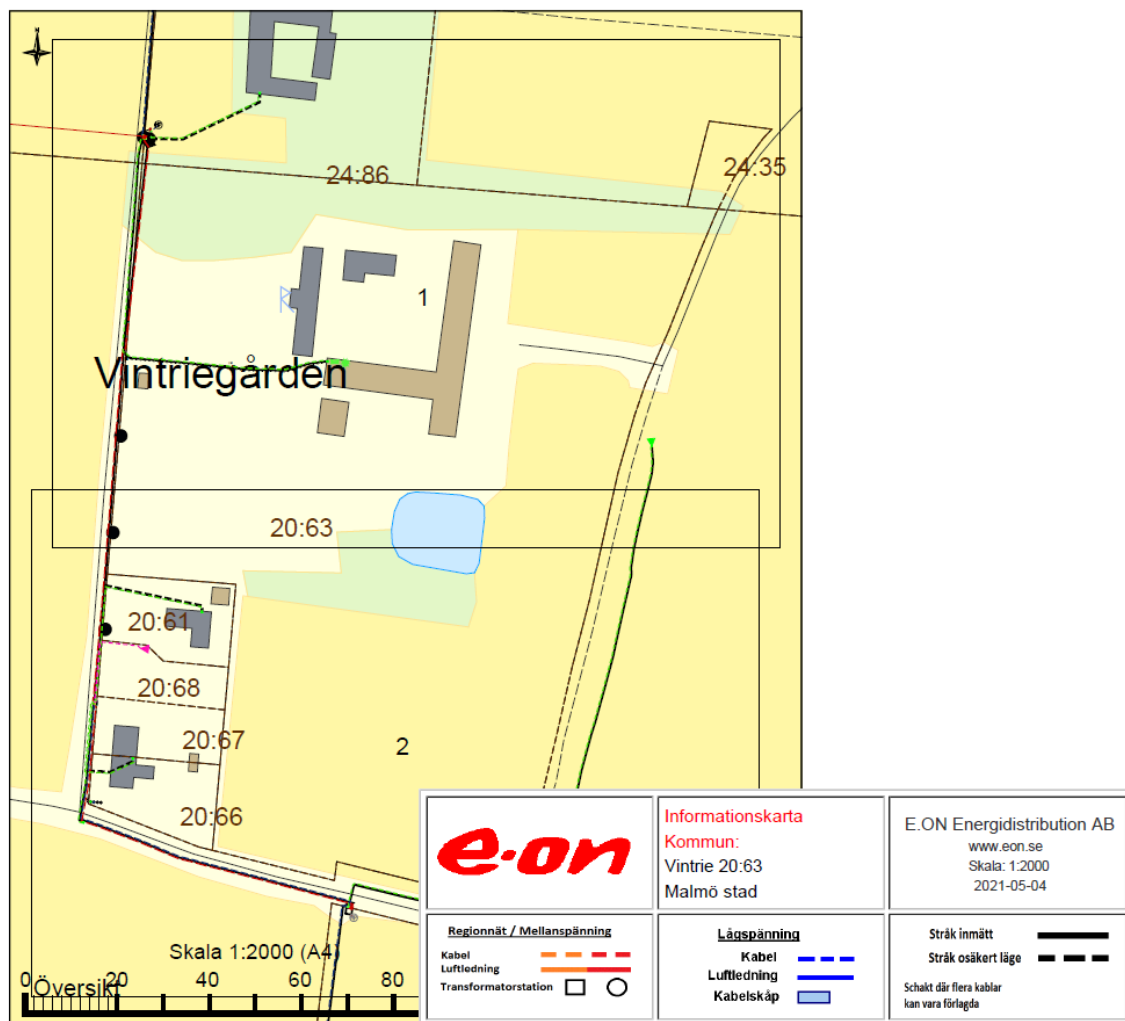 N
24:86
24:35
1
Vintriegården
20:63
20:61
20:68
20:67
2
20:66
Skala 1:2000 (A4)
0 20 40 60 80
Översikt
e·on
Informationskarta
Kommun:
Vintrie 20:63
Malmö stad
E.ON Energidistribution AB
www.eon.se
Skala: 1:2000
2021-05-04
Regionnät / Mellanspänning
Kabel
Luftledning
Transformatorstation
Lågspänning
Kabel
Luftledning
Kabelskåp
Stråk inmätt
Stråk osäkert läge
Schakt där flera kablar
kan vara förlagda